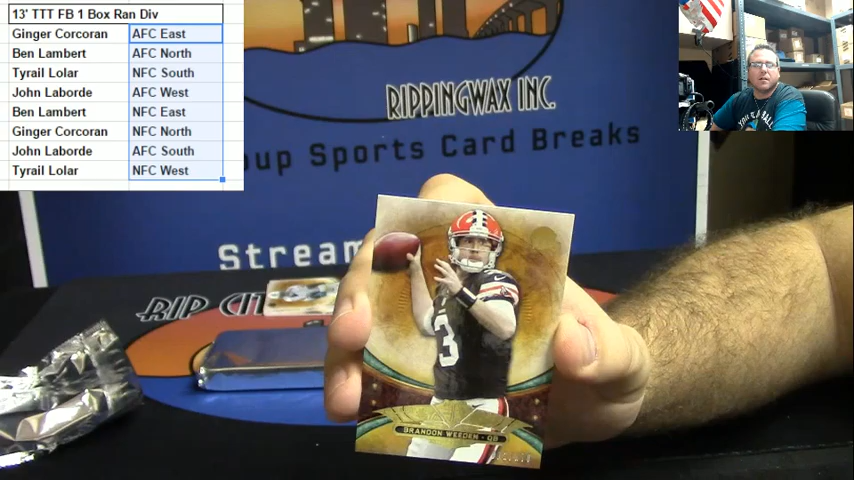 13' TTT FB 1 Box Ran Div
Ginger Corcoran AFC East
Ben Lambert AFC North
Tyrail Lolar NFC South
John Laborde AFC West
Ben Lambert NFC East
Ginger Corcoran NFC North
John Laborde AFC South
Tyrail Lolar NFC West
RIPPINGWAX INC.
oup Sports Card Breaks
Stream
RIP CI
3
BRANDON WEEDEN - QB